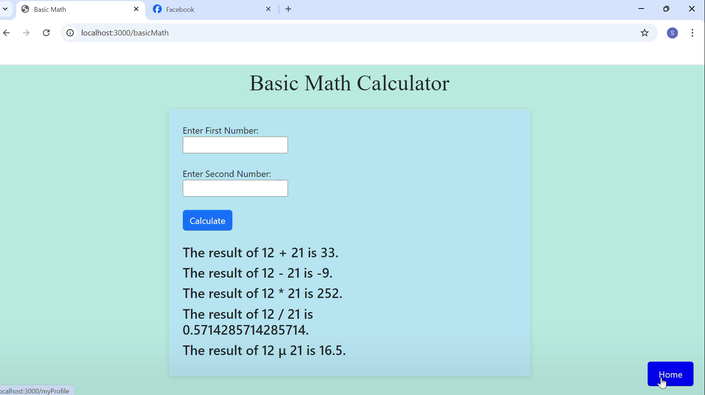 Basic Math
Facebook
localhost:3000/basicMath
S
Basic Math Calculator
Enter First Number:
Enter Second Number:
Calculate
The result of 12 + 21 is 33.
The result of 12 - 21 is -9.
The result of 12 * 21 is 252.
The result of 12 / 21 is
0.5714285714285714.
The result of 12 μ 21 is 16.5.
Home
ocalhost:3000/myProfile